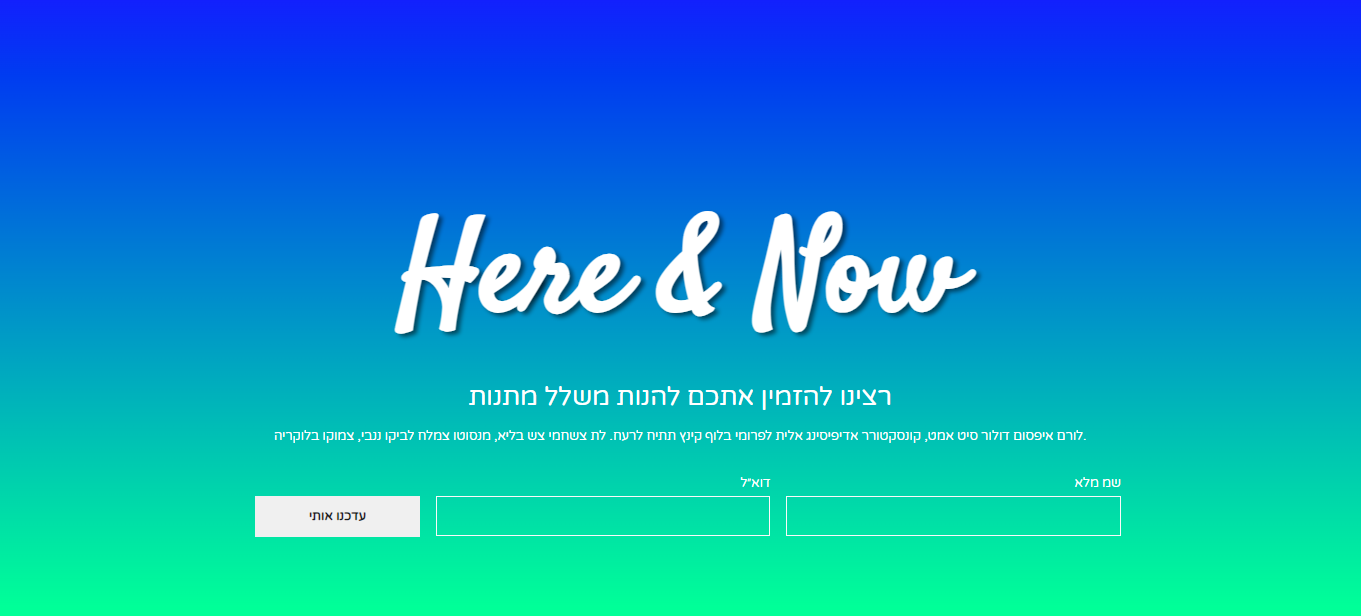 Here & Now
רצינו להזמין אתכם להנות משלל מתנות
לורם איפסום דולור סיט אמט, קונסקטורר אדיפיסינג אלית לפרומי בלוף קינץ תתיח לרעח. לת צשחמי צש בליא, מנסוטו צמלח לביקו ננבי, צמוקו בלוקריה.
שם מלא
דוא״ל
עדכנו אותי